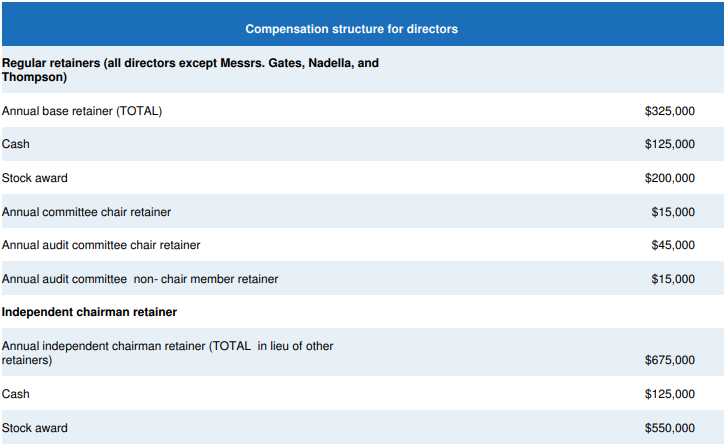 Compensation structure for directors
Regular retainers (all directors except Messrs. Gates, Nadella, and
Thompson)
Annual base retainer (TOTAL) $325,000
Cash $125,000
Stock award $200,000
Annual committee chair retainer $15,000
Annual audit committee chair retainer $45,000
Annual audit committee  non- chair member retainer $15,000
Independent chairman retainer
Annual independent chairman retainer (TOTAL  in lieu of other
retainers) $675,000
Cash $125,000
Stock award $550,000